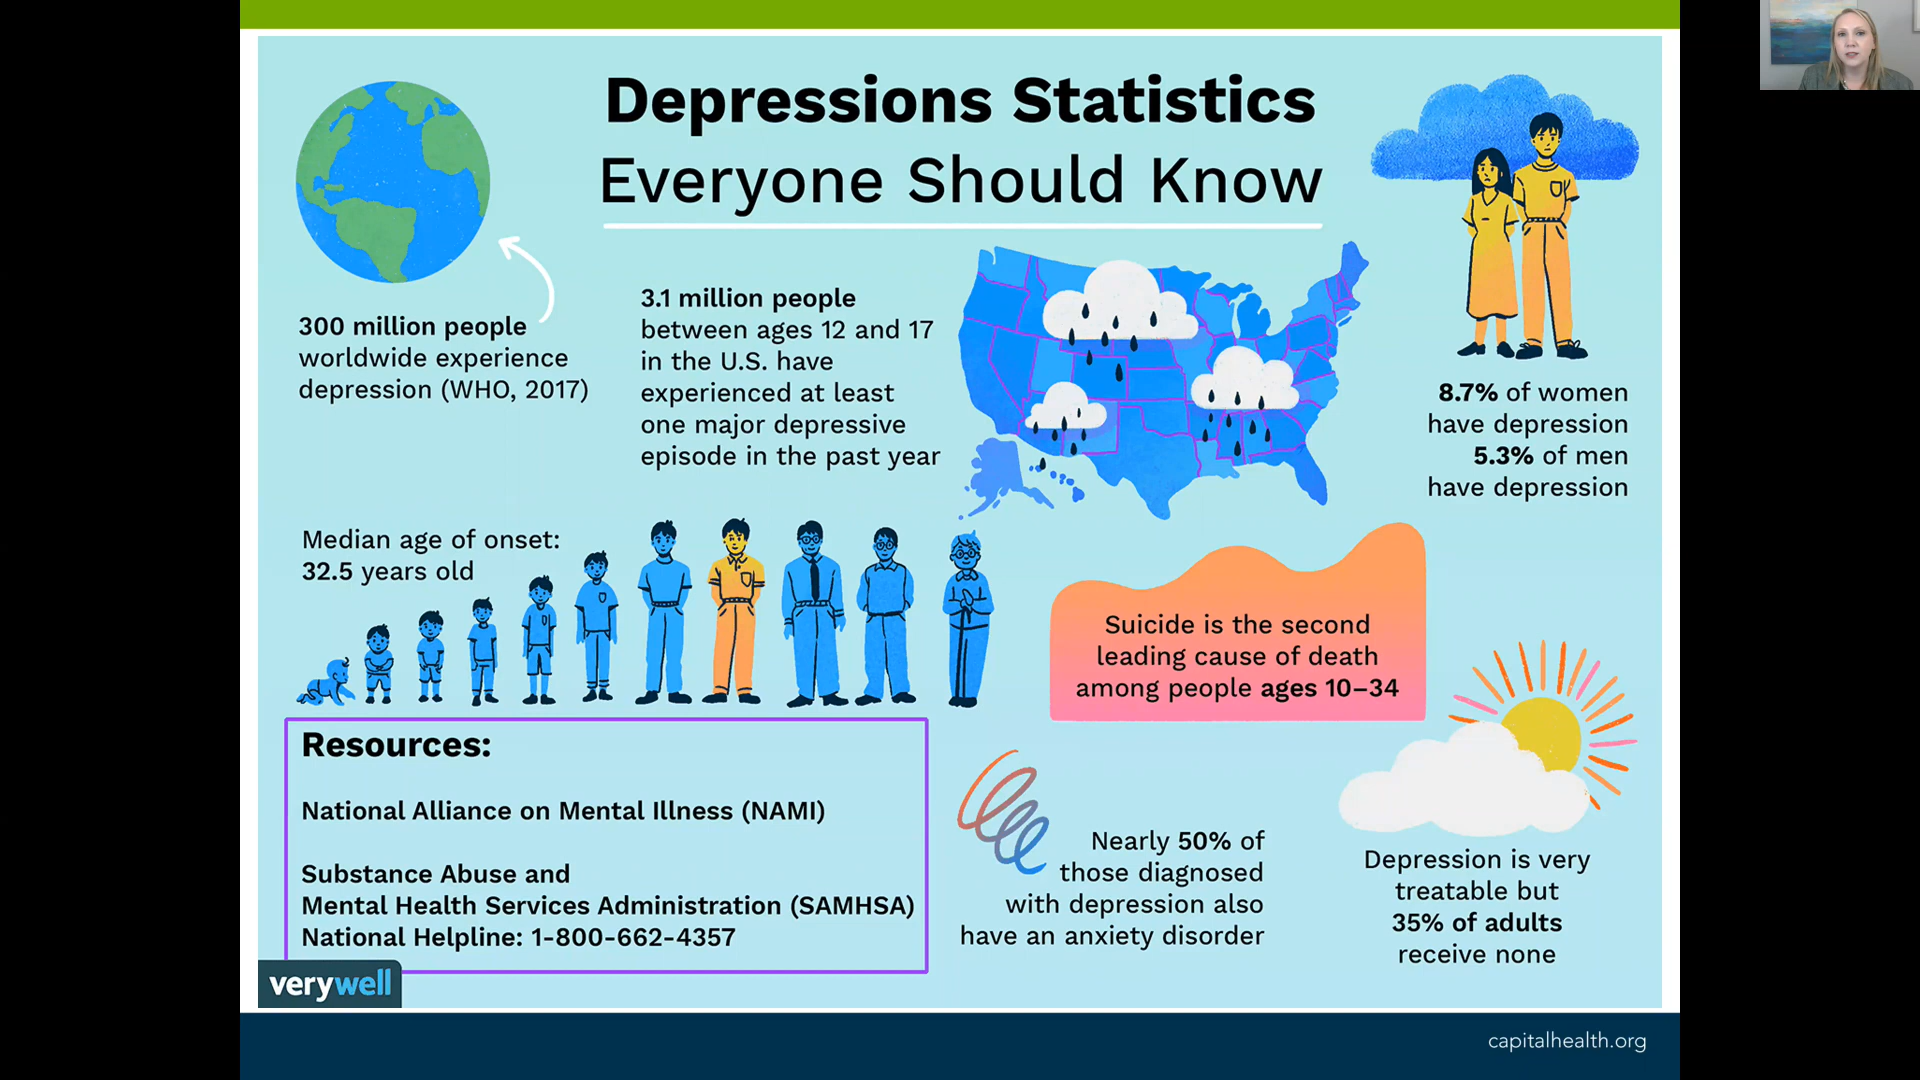 Depressions Statistics
Everyone Should Know
300 million people
worldwide experience
depression (WHO, 2017)
3.1 million people
between ages 12 and 17
in the U.S. have
experienced at least
one major depressive
episode in the past year
8.7% of women
have depression
5.3% of men
have depression
Median age of onset:
32.5 years old
Suicide is the second
leading cause of death
among people ages 10–34
Resources:
National Alliance on Mental Illness (NAMI)
Substance Abuse and
Mental Health Services Administration (SAMHSA)
National Helpline: 1-800-662-4357
Nearly 50% of
those diagnosed
with depression also
have an anxiety disorder
Depression is very
treatable but
35% of adults
receive none
verywell
capitalhealth.org